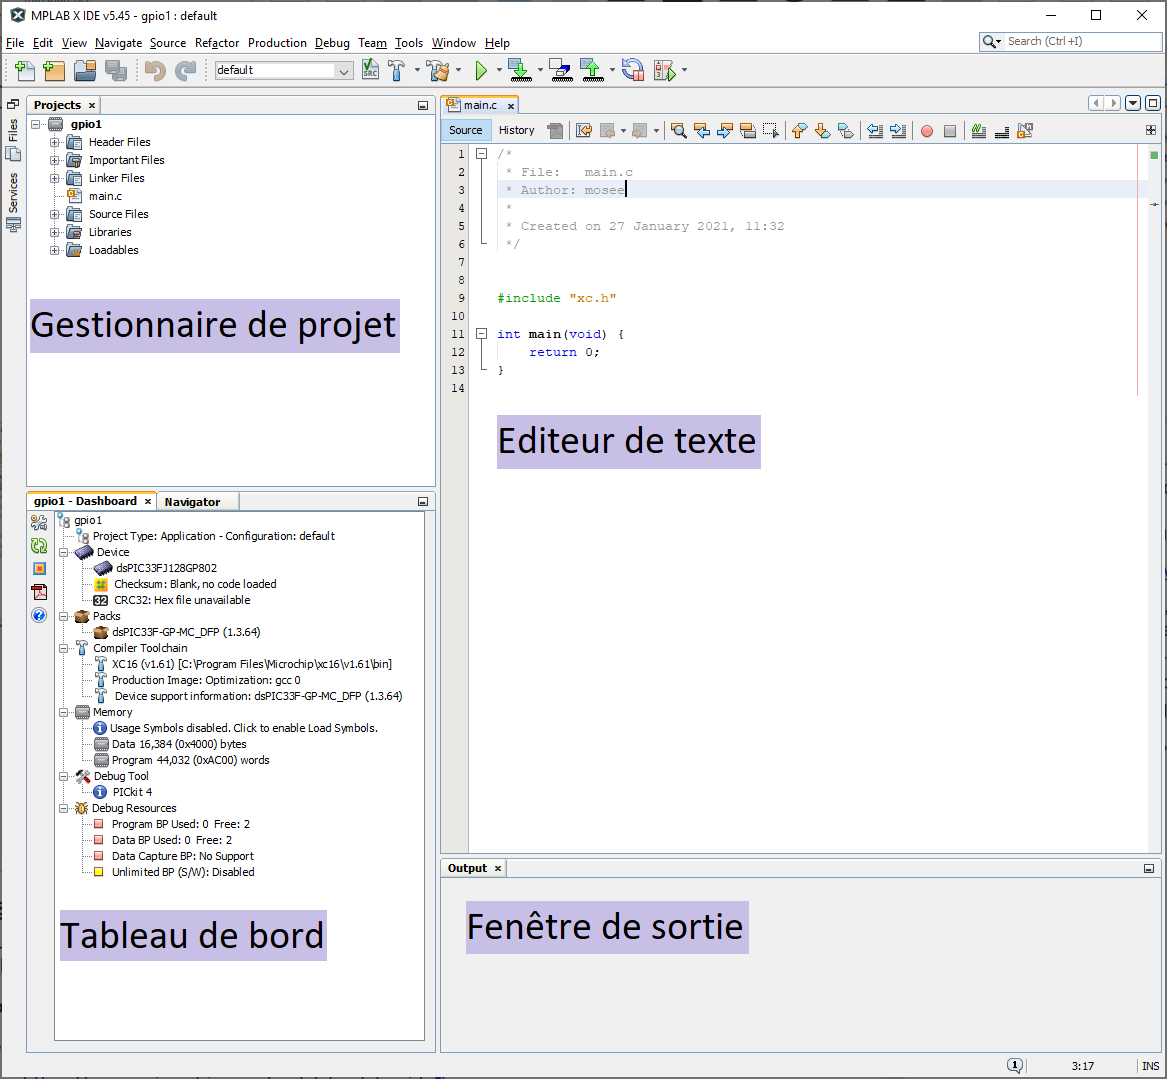 MPLAB X IDE v5.45 - gpio1 : default
File Edit View Navigate Source Refactor Production Debug Team Tools Window Help
Search (Ctrl+I)
default
SRC
Files
Services
Projects ×
gpio1
Header Files
Important Files
Linker Files
main.c
Source Files
Libraries
Loadables
Gestionnaire de projet
main.c ×
Source History
1 /*
2 * File: main.c
3 * Author: mosee
4 *
5 * Created on 27 January 2021, 11:32
6 */
7
8
9 #include "xc.h"
10
11 int main(void) {
12 return 0;
13 }
14
Editeur de texte
gpio1 - Dashboard × Navigator
gpio1
Project Type: Application - Configuration: default
Device
dsPIC33FJ128GP802
Checksum: Blank, no code loaded
32 CRC32: Hex file unavailable
Packs
dsPIC33F-GP-MC_DFP (1.3.64)
Compiler Toolchain
XC16 (v1.61) [C:\Program Files\Microchip\xc16\v1.61\bin]
Production Image: Optimization: gcc 0
Device support information: dsPIC33F-GP-MC_DFP (1.3.64)
Memory
Usage Symbols disabled. Click to enable Load Symbols.
Data 16,384 (0x4000) bytes
Program 44,032 (0xAC00) words
Debug Tool
PICkit 4
Debug Resources
Program BP Used: 0 Free: 2
Data BP Used: 0 Free: 2
Data Capture BP: No Support
Unlimited BP (S/W): Disabled
Tableau de bord
Output ×
Fenêtre de sortie
1
3:17
INS